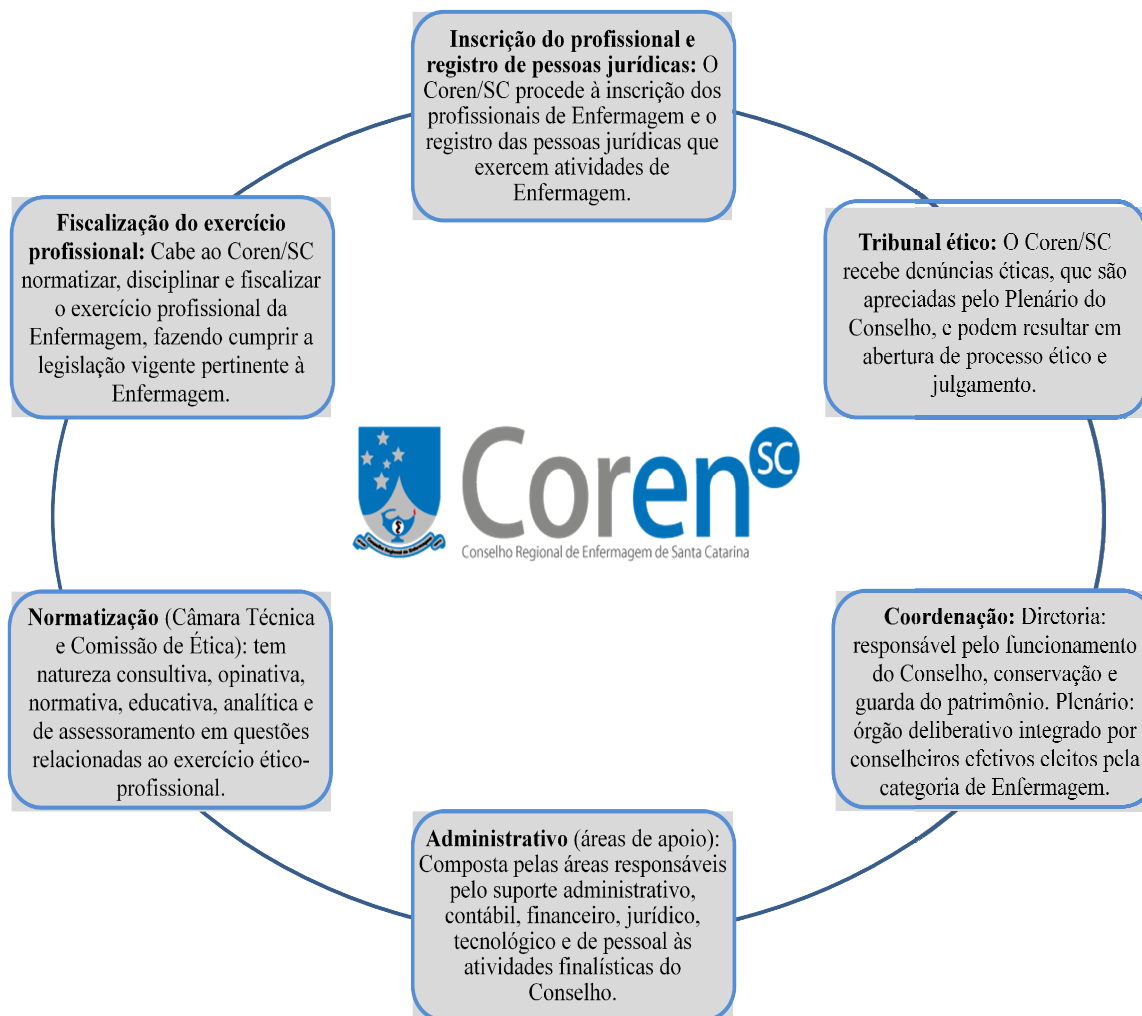 Inscrição do profissional e
registro de pessoas jurídicas: O
Coren/SC procede à inscrição dos
profissionais de Enfermagem e o
registro das pessoas jurídicas que
exercem atividades de
Enfermagem.
Tribunal ético: O Coren/SC
recebe denúncias éticas, que são
apreciadas pelo Plenário do
Conselho, e podem resultar em
abertura de processo ético e
julgamento.
Coordenação: Diretoria:
responsável pelo funcionamento
do Conselho, conservação e
guarda do patrimônio. Plenário:
órgão deliberativo integrado por
conselheiros efetivos eleitos pela
categoria de Enfermagem.
Administrativo (áreas de apoio):
Composta pelas áreas responsáveis
pelo suporte administrativo,
contábil, financeiro, jurídico,
tecnológico e de pessoal às
atividades finalísticas do
Conselho.
Normatização (Câmara Técnica
e Comissão de Ética): tem
natureza consultiva, opinativa,
normativa, educativa, analítica e
de assessoramento em questões
relacionadas ao exercício ético-
profissional.
Fiscalização do exercício
profissional: Cabe ao Coren/SC
normatizar, disciplinar e fiscalizar
o exercício profissional da
Enfermagem, fazendo cumprir a
legislação vigente pertinente à
Enfermagem.
Coren SC
Conselho Regional de Enfermagem de Santa Catarina
Conselho Regional de Enfermagem